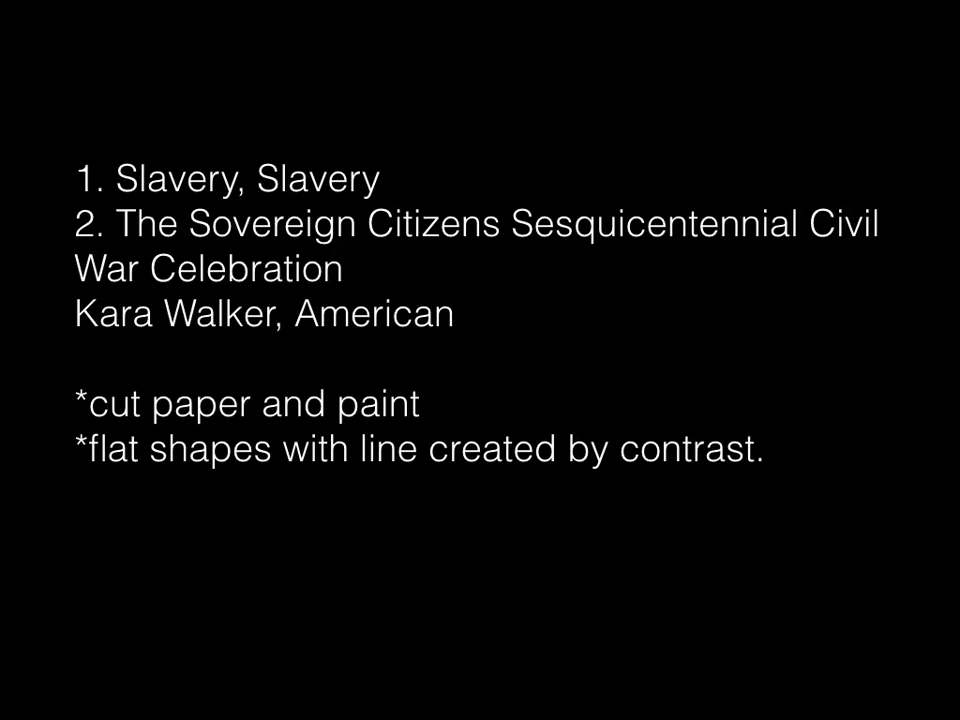 1. Slavery, Slavery
2. The Sovereign Citizens Sesquicentennial Civil
War Celebration
Kara Walker, American
*cut paper and paint
*flat shapes with line created by contrast.